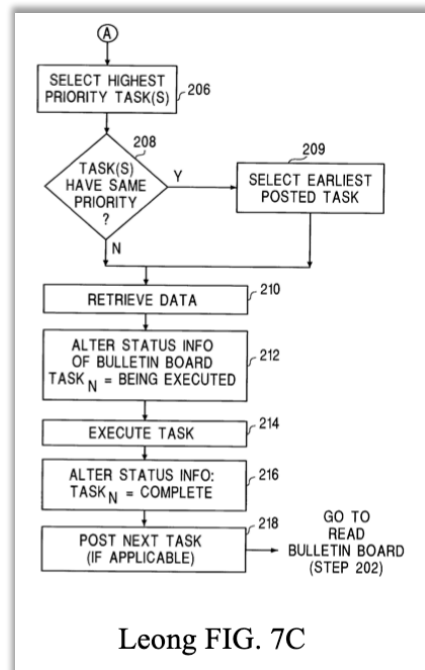 A
SELECT HIGHEST
PRIORITY TASK(S)
206
208
TASK(S)
HAVE SAME
PRIORITY
?
Y
N
209
SELECT EARLIEST
POSTED TASK
RETRIEVE DATA
210
ALTER STATUS INFO
OF BULLETIN BOARD
TASK N = BEING EXECUTED
212
EXECUTE TASK
214
ALTER STATUS INFO:
TASK N = COMPLETE
216
POST NEXT TASK
(IF APPLICABLE)
218
GO TO
READ
BULLETIN BOARD
(STEP 202)
Leong FIG. 7C